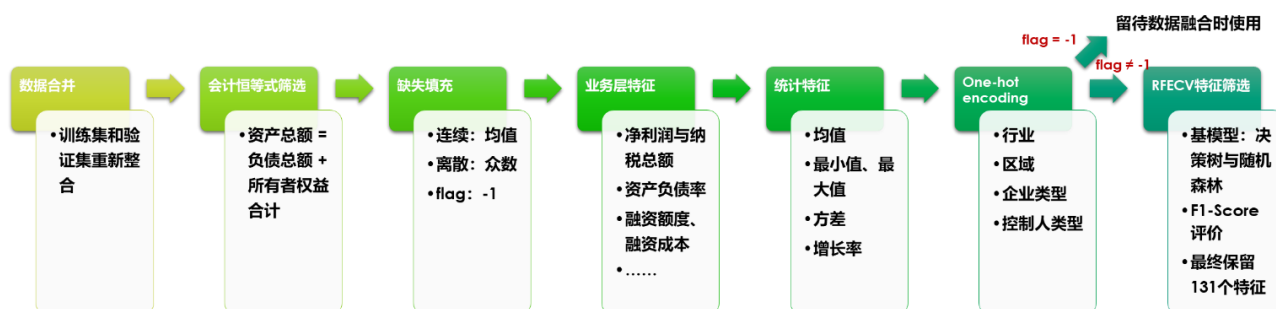 留待数据融合时使用
flag = -1
flag ≠ -1
数据合并
• 训练集和验
证集重新整
合
会计恒等式筛选
• 资产总额 =
负债总额 +
所有者权益
合计
缺失填充
• 连续：均值
• 离散：众数
• flag：-1
业务层特征
• 净利润与纳
税总额
• 资产负债率
• 融资额度、
融资成本
• ……
统计特征
• 均值
• 最小值、最
大值
• 方差
• 增长率
One-hot
encoding
• 行业
• 区域
• 企业类型
• 控制人类型
RFECV特征筛选
• 基模型：决
策树与随机
森林
• F1-Score
评价
• 最终保留
131个特征